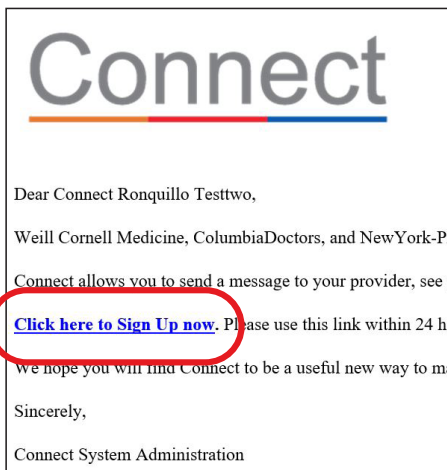 Connect
Dear Connect Ronquillo Testtwo,
Weill Cornell Medicine, ColumbiaDoctors, and NewYork-P
Connect allows you to send a message to your provider, see
Click here to Sign Up now. Please use this link within 24 h
We hope you will find Connect to be a useful new way to ma
Sincerely,
Connect System Administration